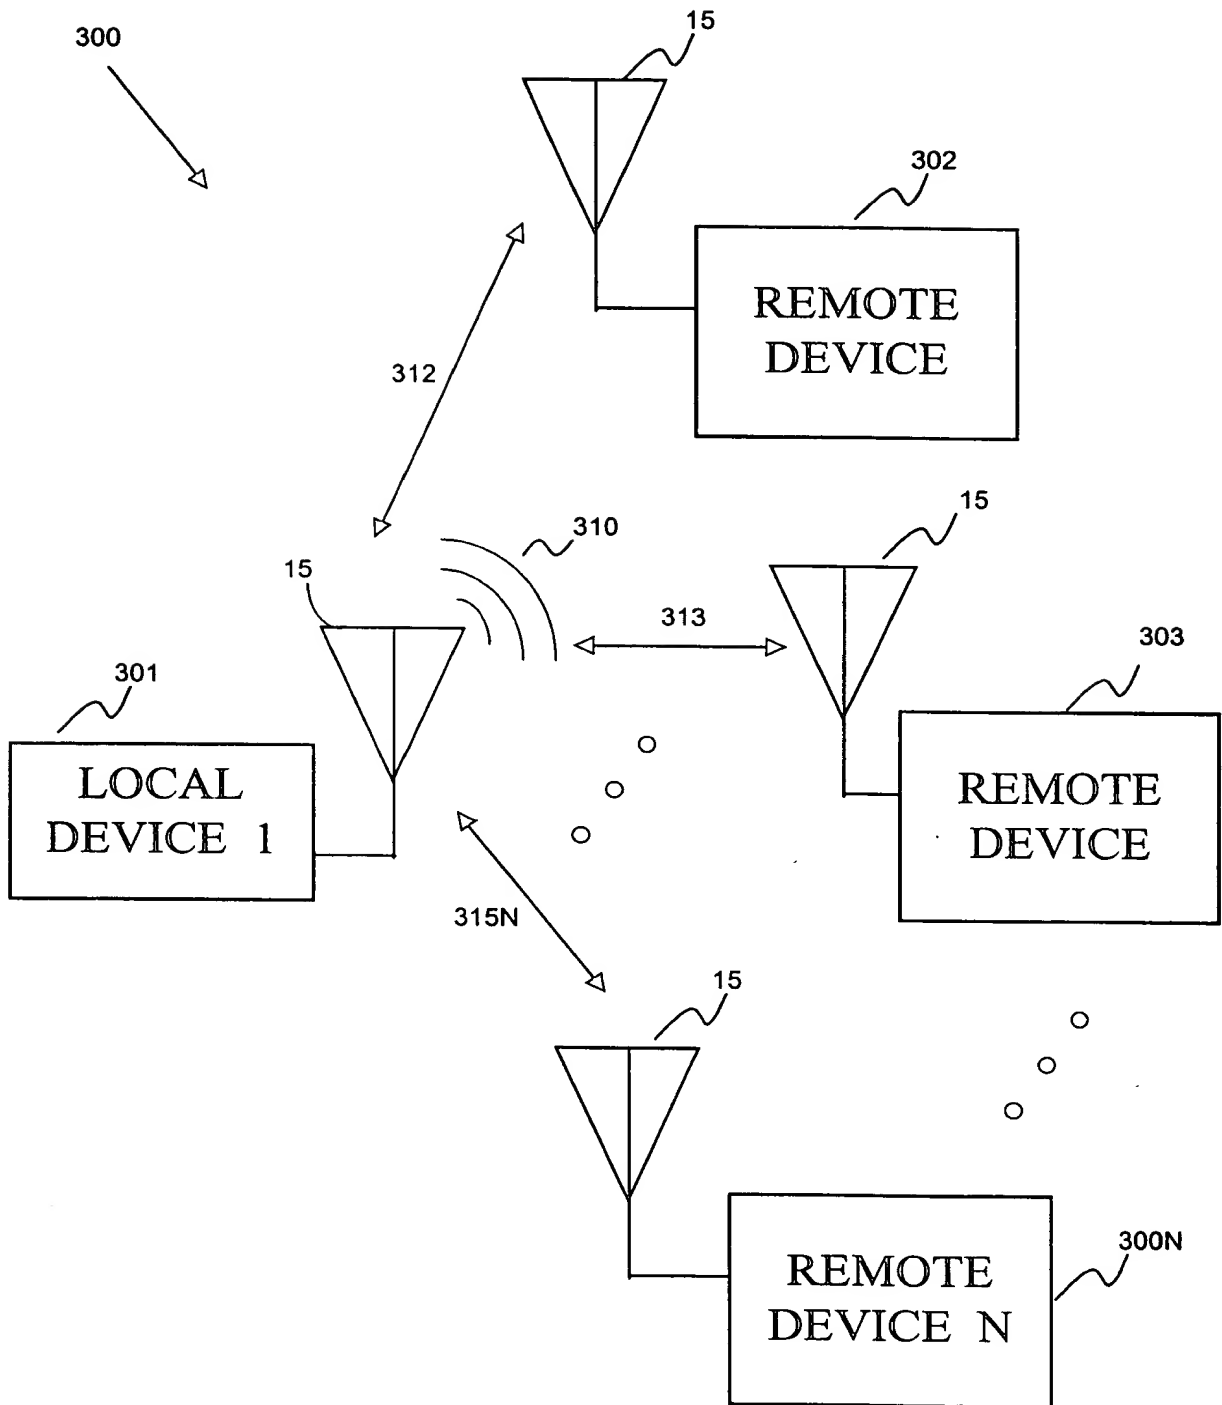 15
300
302
REMOTE
DEVICE
312
15
310
15
313
303
301
LOCAL
DEVICE 1
REMOTE
DEVICE
315N
15
300N
REMOTE
DEVICE N